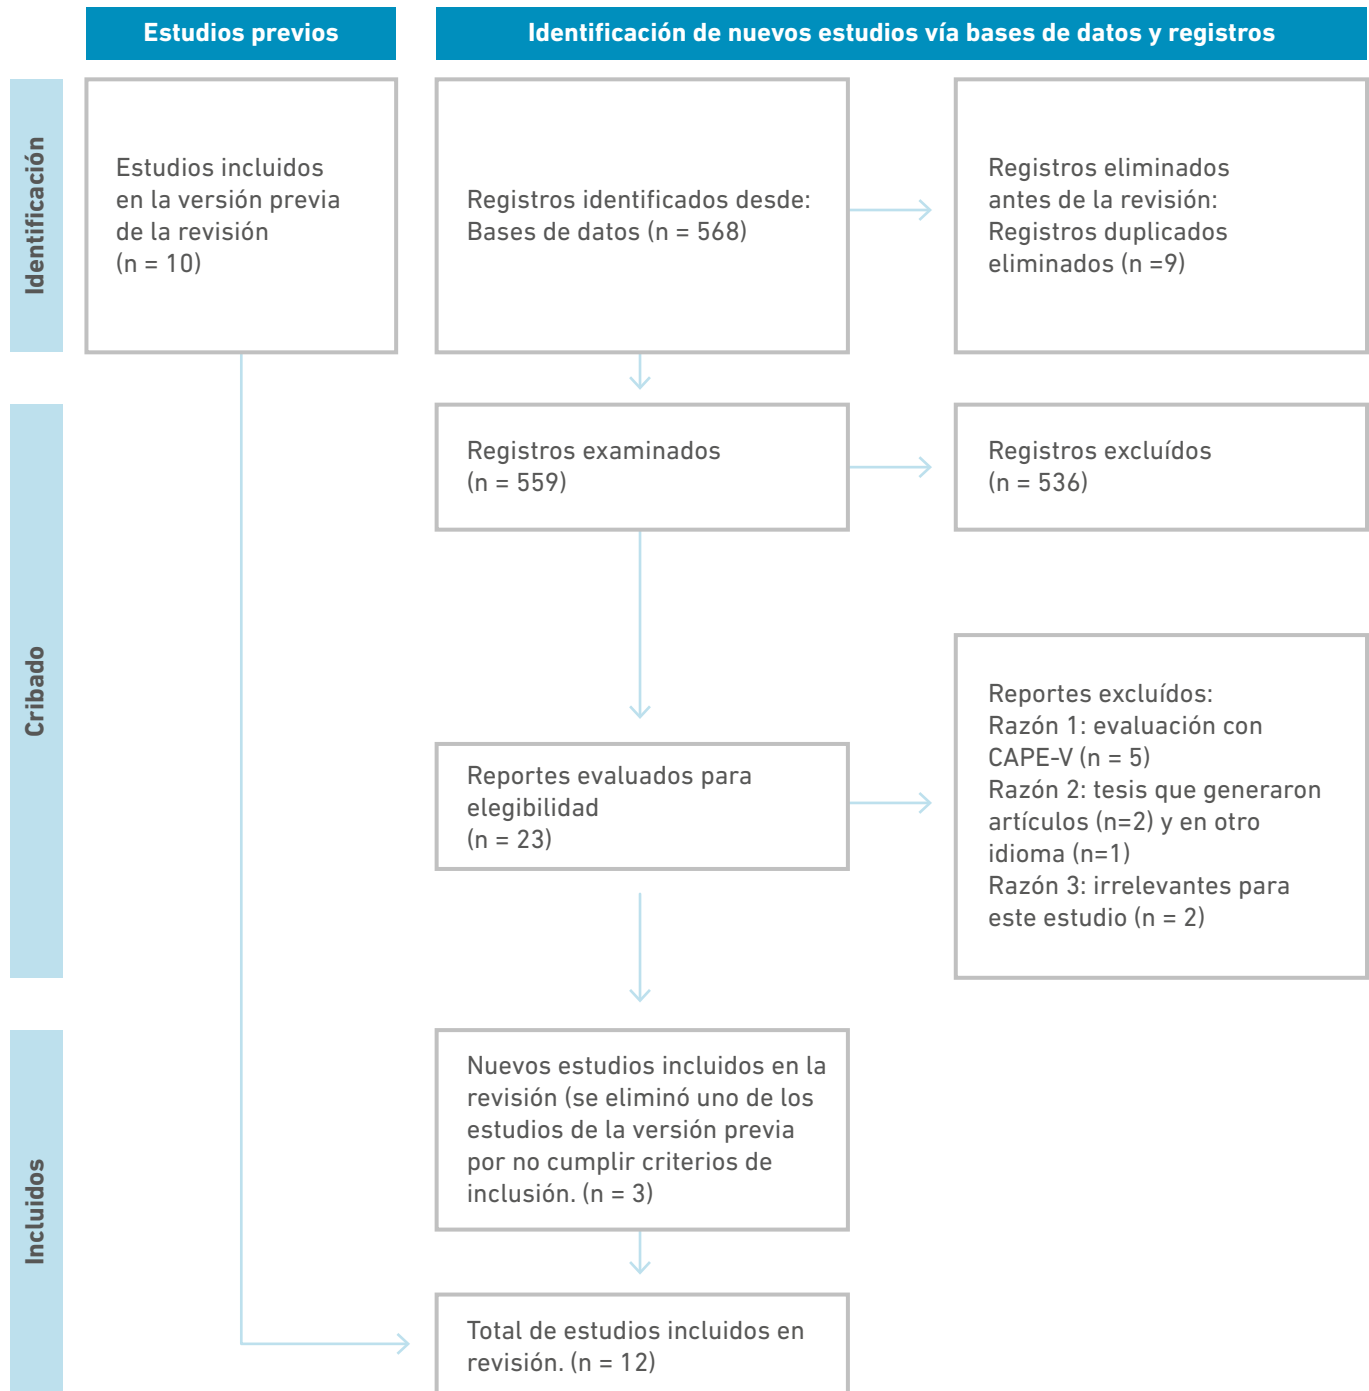 Estudios previos
Identificación de nuevos estudios vía bases de datos y registros
Identificación
Estudios incluidos
en la versión previa
de la revisión
(n = 10)
Registros identificados desde:
Bases de datos (n = 568)
Registros eliminados
antes de la revisión:
Registros duplicados
eliminados (n =9)
Cribado
Registros examinados
(n = 559)
Registros excluídos
(n = 536)
Reportes evaluados para
elegibilidad
(n = 23)
Reportes excluídos:
Razón 1: evaluación con
CAPE-V (n = 5)
Razón 2: tesis que generaron
artículos (n=2) y en otro
idioma (n=1)
Razón 3: irrelevantes para
este estudio (n = 2)
Incluidos
Nuevos estudios incluidos en la
revisión (se eliminó uno de los
estudios de la versión previa
por no cumplir criterios de
inclusión. (n = 3)
Total de estudios incluidos en
revisión. (n = 12)